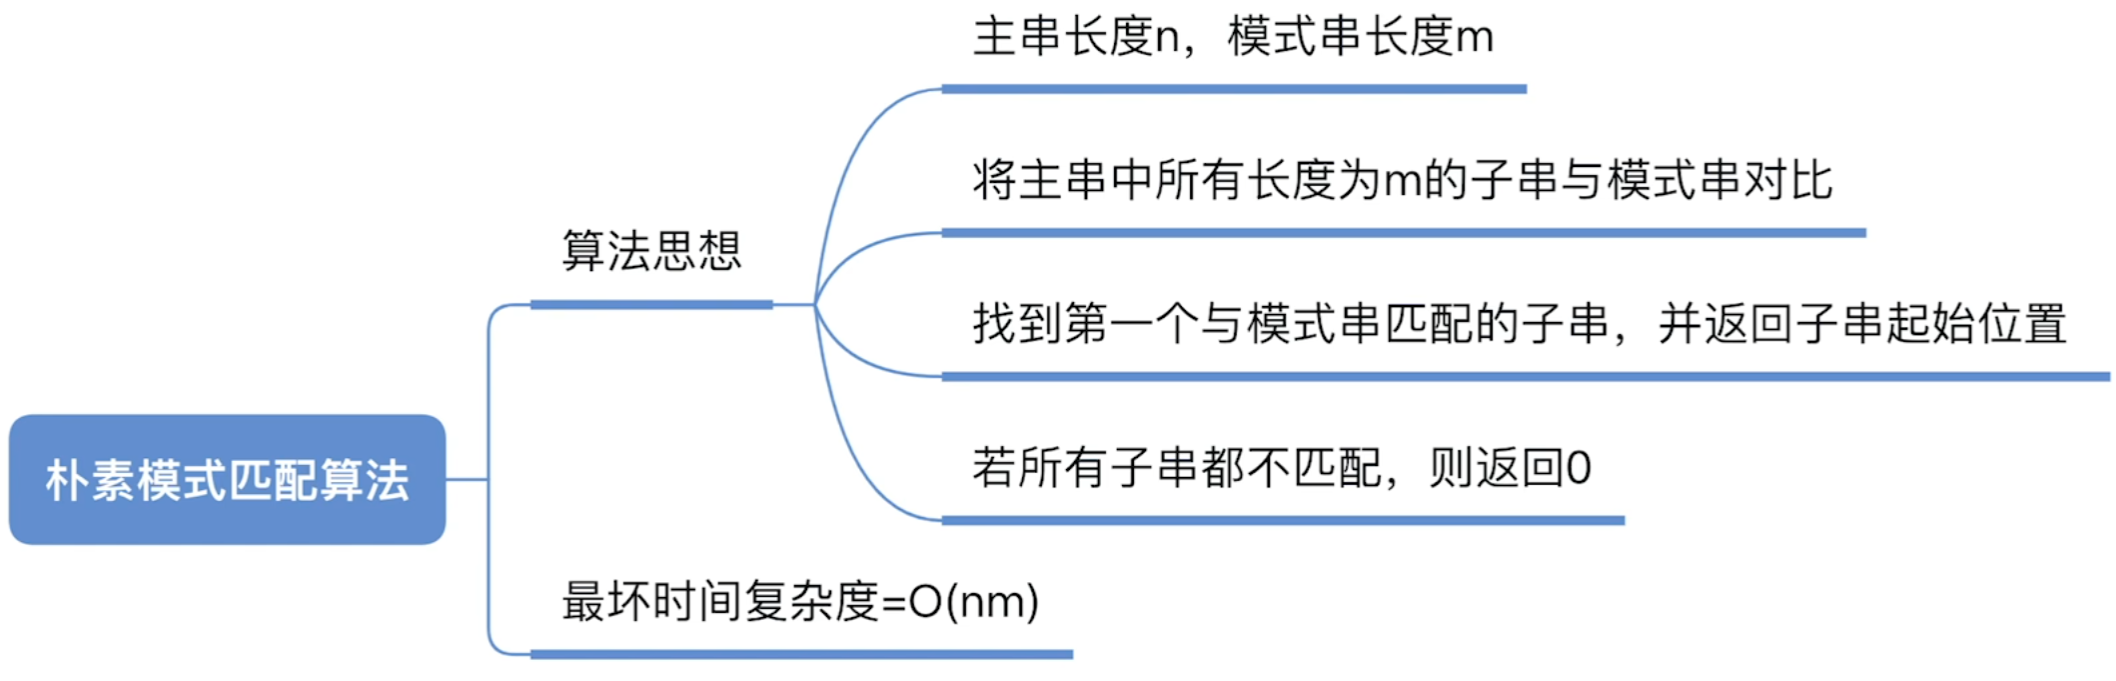 朴素模式匹配算法
算法思想
主串长度n，模式串长度m
将主串中所有长度为m的子串与模式串对比
找到第一个与模式串匹配的子串，并返回子串起始位置
若所有子串都不匹配，则返回0
最坏时间复杂度=O(nm)